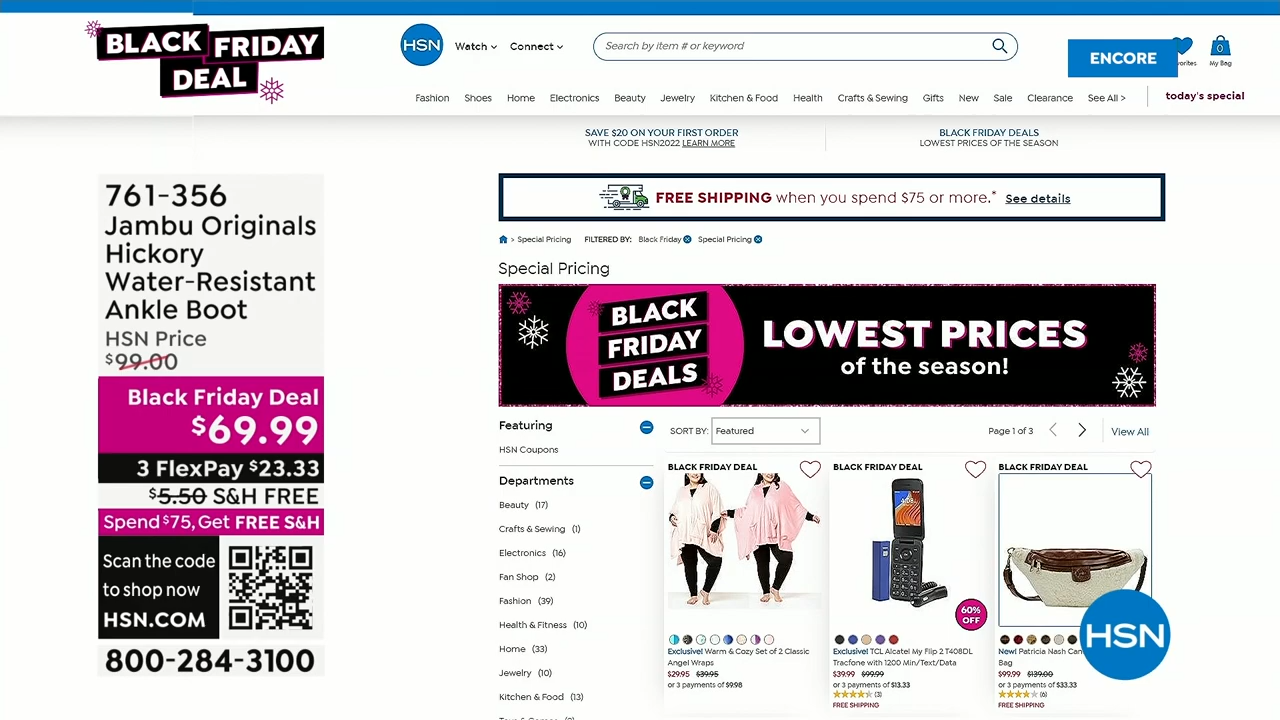 BLACK FRIDAY
DEAL
HSN
Watch
Connect
Search by item # or keyword
ENCORE
0
My Bag
Fashion
Shoes
Home
Electronics
Beauty
Jewelry
Kitchen & Food
Health
Crafts & Sewing
Gifts
New
Sale
Clearance
See All >
today's special
SAVE $20 ON YOUR FIRST ORDER
WITH CODE HSN2022 LEARN MORE
BLACK FRIDAY DEALS
LOWEST PRICES OF THE SEASON
761-356
Jambu Originals
Hickory
Water-Resistant
Ankle Boot
HSN Price
$99.00
Black Friday Deal
$69.99
3 FlexPay $23.33
$5.50 S&H FREE
Spend $75, Get FREE S&H
Scan the code
to shop now
HSN.COM
800-284-3100
FREE SHIPPING when you spend $75 or more.* See details
> Special Pricing
FILTERED BY:
Black Friday
Special Pricing
Special Pricing
BLACK
FRIDAY
DEALS
LOWEST PRICES
of the season!
Featuring
HSN Coupons
Departments
Beauty (17)
Crafts & Sewing (1)
Electronics (16)
Fan Shop (2)
Fashion (39)
Health & Fitness (10)
Home (33)
Jewelry (10)
Kitchen & Food (13)
SORT BY:
Featured
Page 1 of 3
View All
BLACK FRIDAY DEAL
Exclusive! Warm & Cozy Set of 2 Classic
Angel Wraps
$29.95 $39.95
or 3 payments of $9.98
BLACK FRIDAY DEAL
4:08
60%
OFF
Exclusive! TCL Alcatel My Flip 2 T408DL
Tracfone with 1200 Min/Text/Data
$39.99 $99.99
or 3 payments of $13.33
(3)
FREE SHIPPING
BLACK FRIDAY DEAL
New! Patricia Nash
Bag
$99.99 $139.00
or 3 payments of $33.33
(6)
FREE SHIPPING
HSN